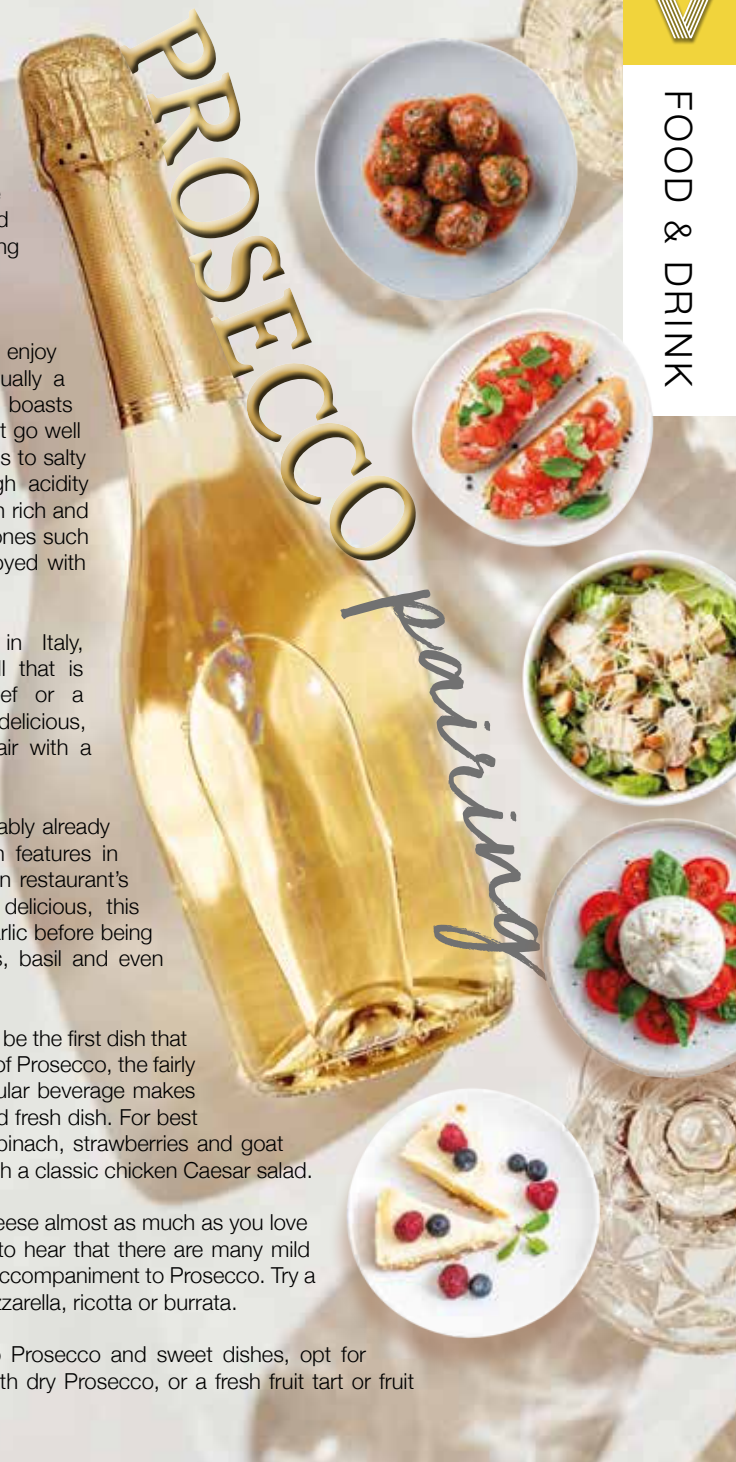 PROSECCO
pairing
FOOD & DRINK
enjoy
ually a
boasts
t go well
s to salty
gh acidity
n rich and
ones such
oyed with
in Italy,
ll that is
ef or a
delicious,
air with a
ably already
n features in
n restaurant's
delicious, this
arlic before being
s, basil and even
be the first dish that
of Prosecco, the fairly
ular beverage makes
d fresh dish. For best
pinach, strawberries and goat
h a classic chicken Caesar salad.
eese almost as much as you love
to hear that there are many mild
accompaniment to Prosecco. Try a
zzarella, ricotta or burrata.
o Prosecco and sweet dishes, opt for
th dry Prosecco, or a fresh fruit tart or fruit